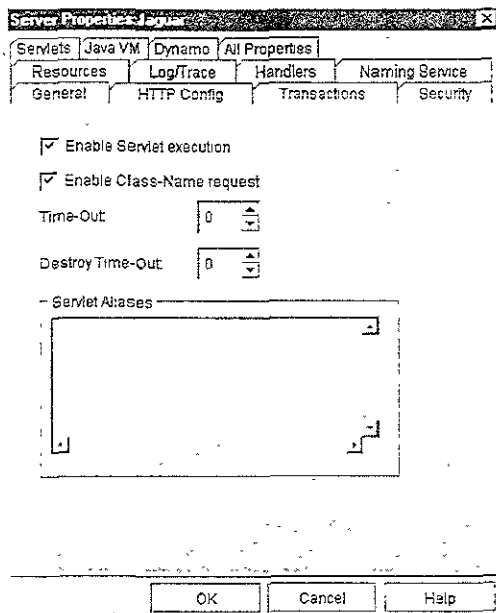 Server Properties:Jaguar
Servlets Java VM Dynamo All Properties
Resources Log/Trace Handlers Naming Service
General HTTP Config Transactions Security
Enable Servlet execution
Enable Class-Name request
Time-Out: 0
Destroy Time-Out: 0
Servlet Aliases
OK Cancel Help